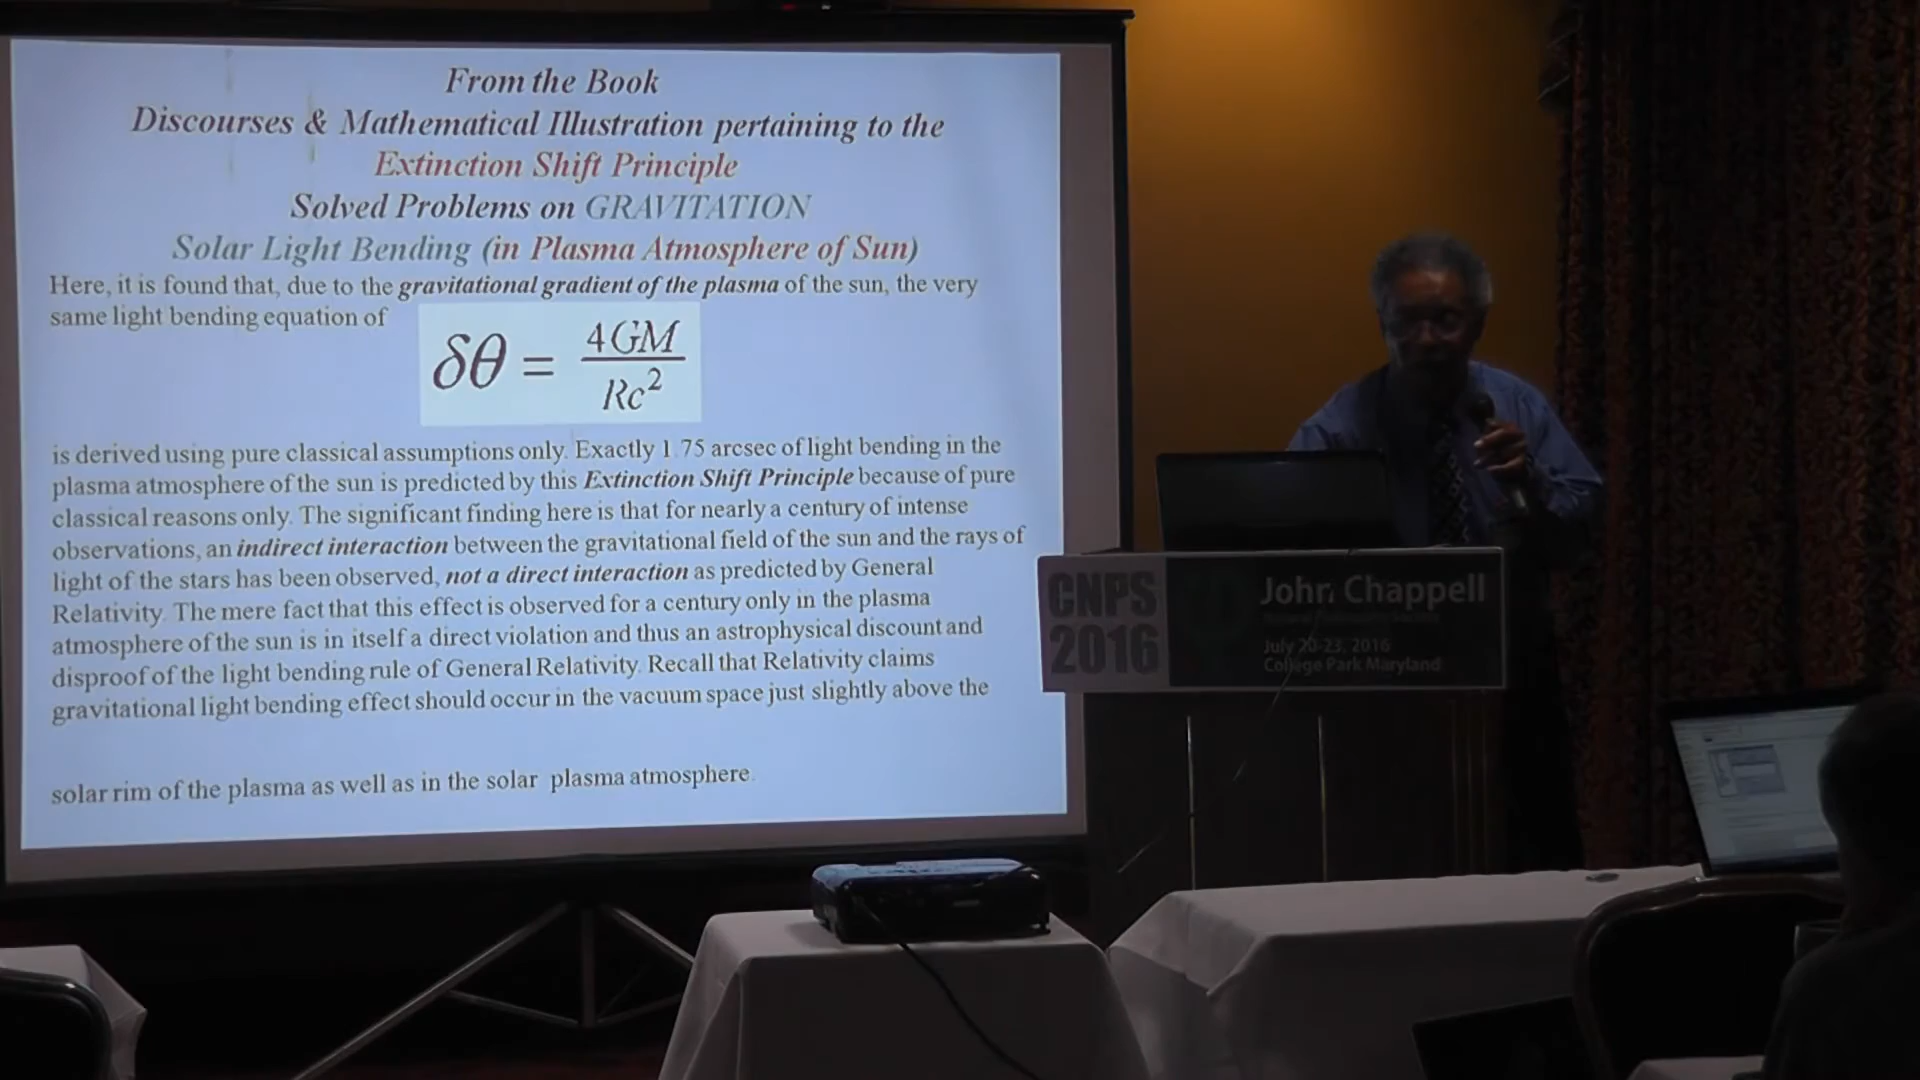 From the Book
Discourses & Mathematical Illustration pertaining to the
Extinction Shift Principle
Solved Problems on GRAVITATION
Solar Light Bending (in Plasma Atmosphere of Sun)
Here, it is found that, due to the gravitational gradient of the plasma of the sun, the very
same light bending equation of
δθ = 4GM / Rc²
is derived using pure classical assumptions only. Exactly 1.75 arcsec of light bending in the
plasma atmosphere of the sun is predicted by this Extinction Shift Principle because of pure
classical reasons only. The significant finding here is that for nearly a century of intense
observations, an indirect interaction between the gravitational field of the sun and the rays of
light of the stars has been observed, not a direct interaction as predicted by General
Relativity. The mere fact that this effect is observed for a century only in the plasma
atmosphere of the sun is in itself a direct violation and thus an astrophysical discount and
disproof of the light bending rule of General Relativity. Recall that Relativity claims
gravitational light bending effect should occur in the vacuum space just slightly above the
solar rim of the plasma as well as in the solar plasma atmosphere.
CNPS
2016
John Chappell
July 20-23, 2016
College Park Maryland